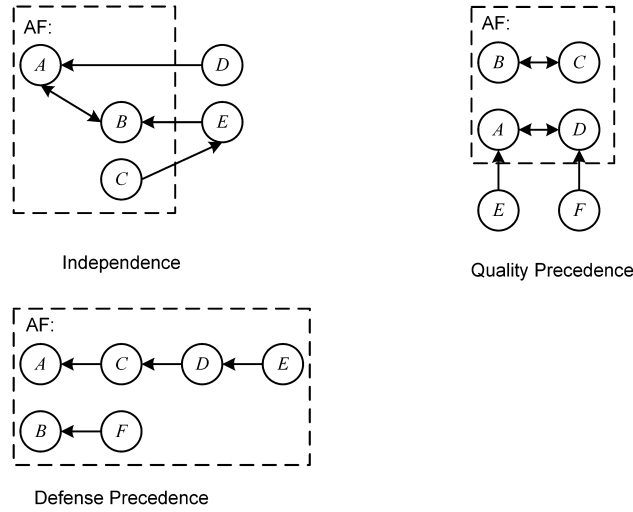 AF:
A
D
B
E
C
Independence
AF:
B
C
A
D
E
F
Quality Precedence
AF:
A
C
D
E
B
F
Defense Precedence